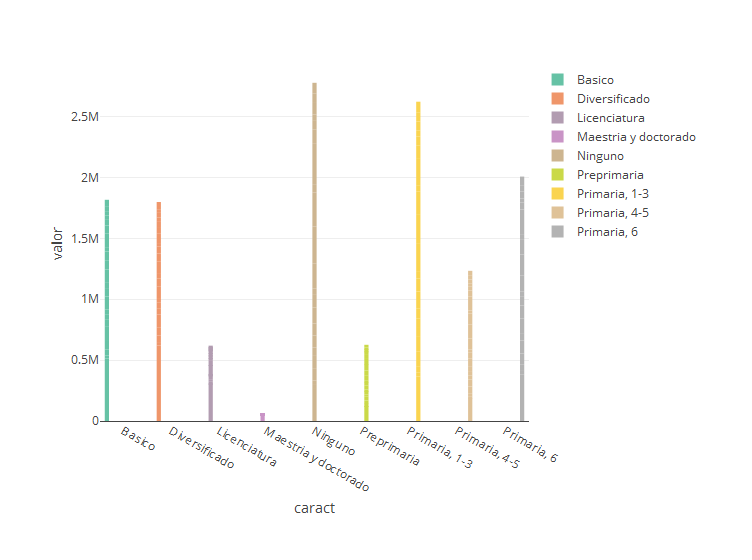 Basico
Diversificado
Licenciatura
Maestria y doctorado
Ninguno
Preprimaria
Primaria, 1-3
Primaria, 4-5
Primaria, 6
2.5M
2M
1.5M
1M
0.5M
0
valor
Basico
Diversificado
Licenciatura
Maestria y doctorado
Ninguno
Preprimaria
Primaria, 1-3
Primaria, 4-5
Primaria, 6
caract